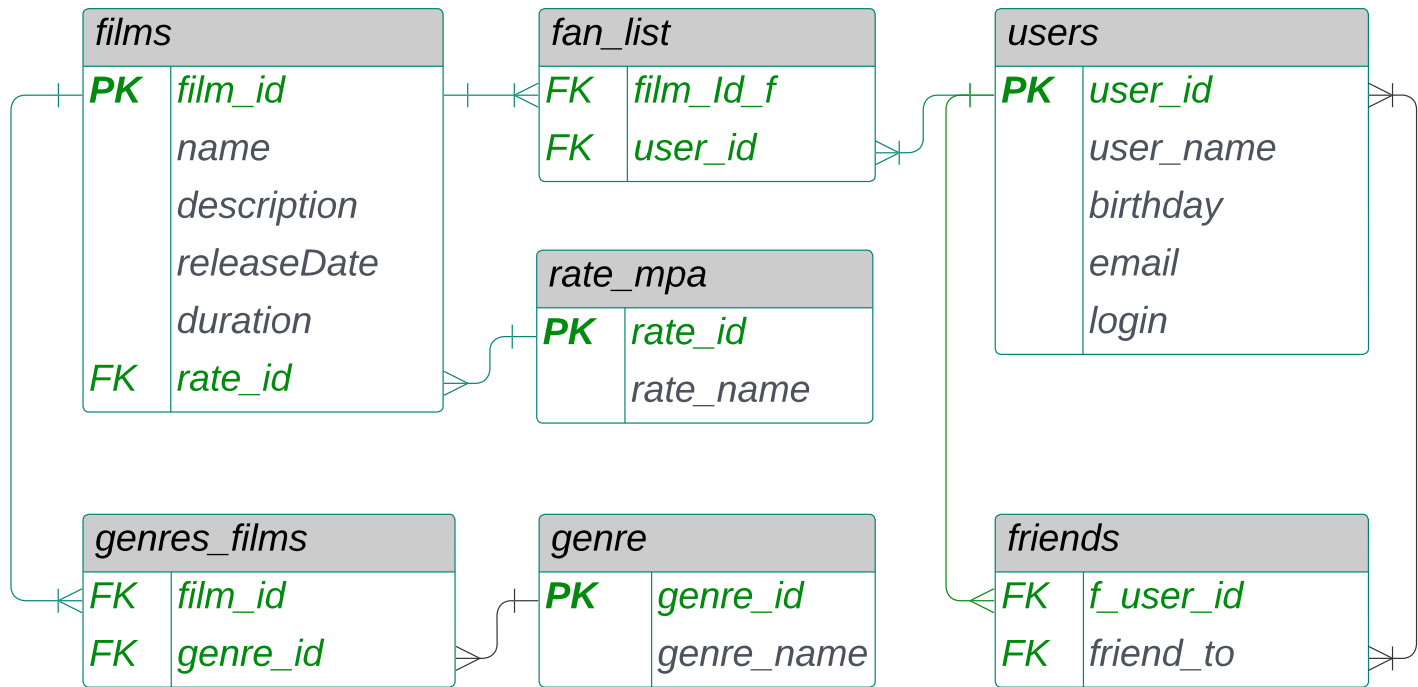 films
PK film_id
name
description
releaseDate
duration
FK rate_id
fan_list
FK film_Id_f
FK user_id
users
PK user_id
user_name
birthday
email
login
rate_mpa
PK rate_id
rate_name
genres_films
FK film_id
FK genre_id
genre
PK genre_id
genre_name
friends
FK f_user_id
FK friend_to